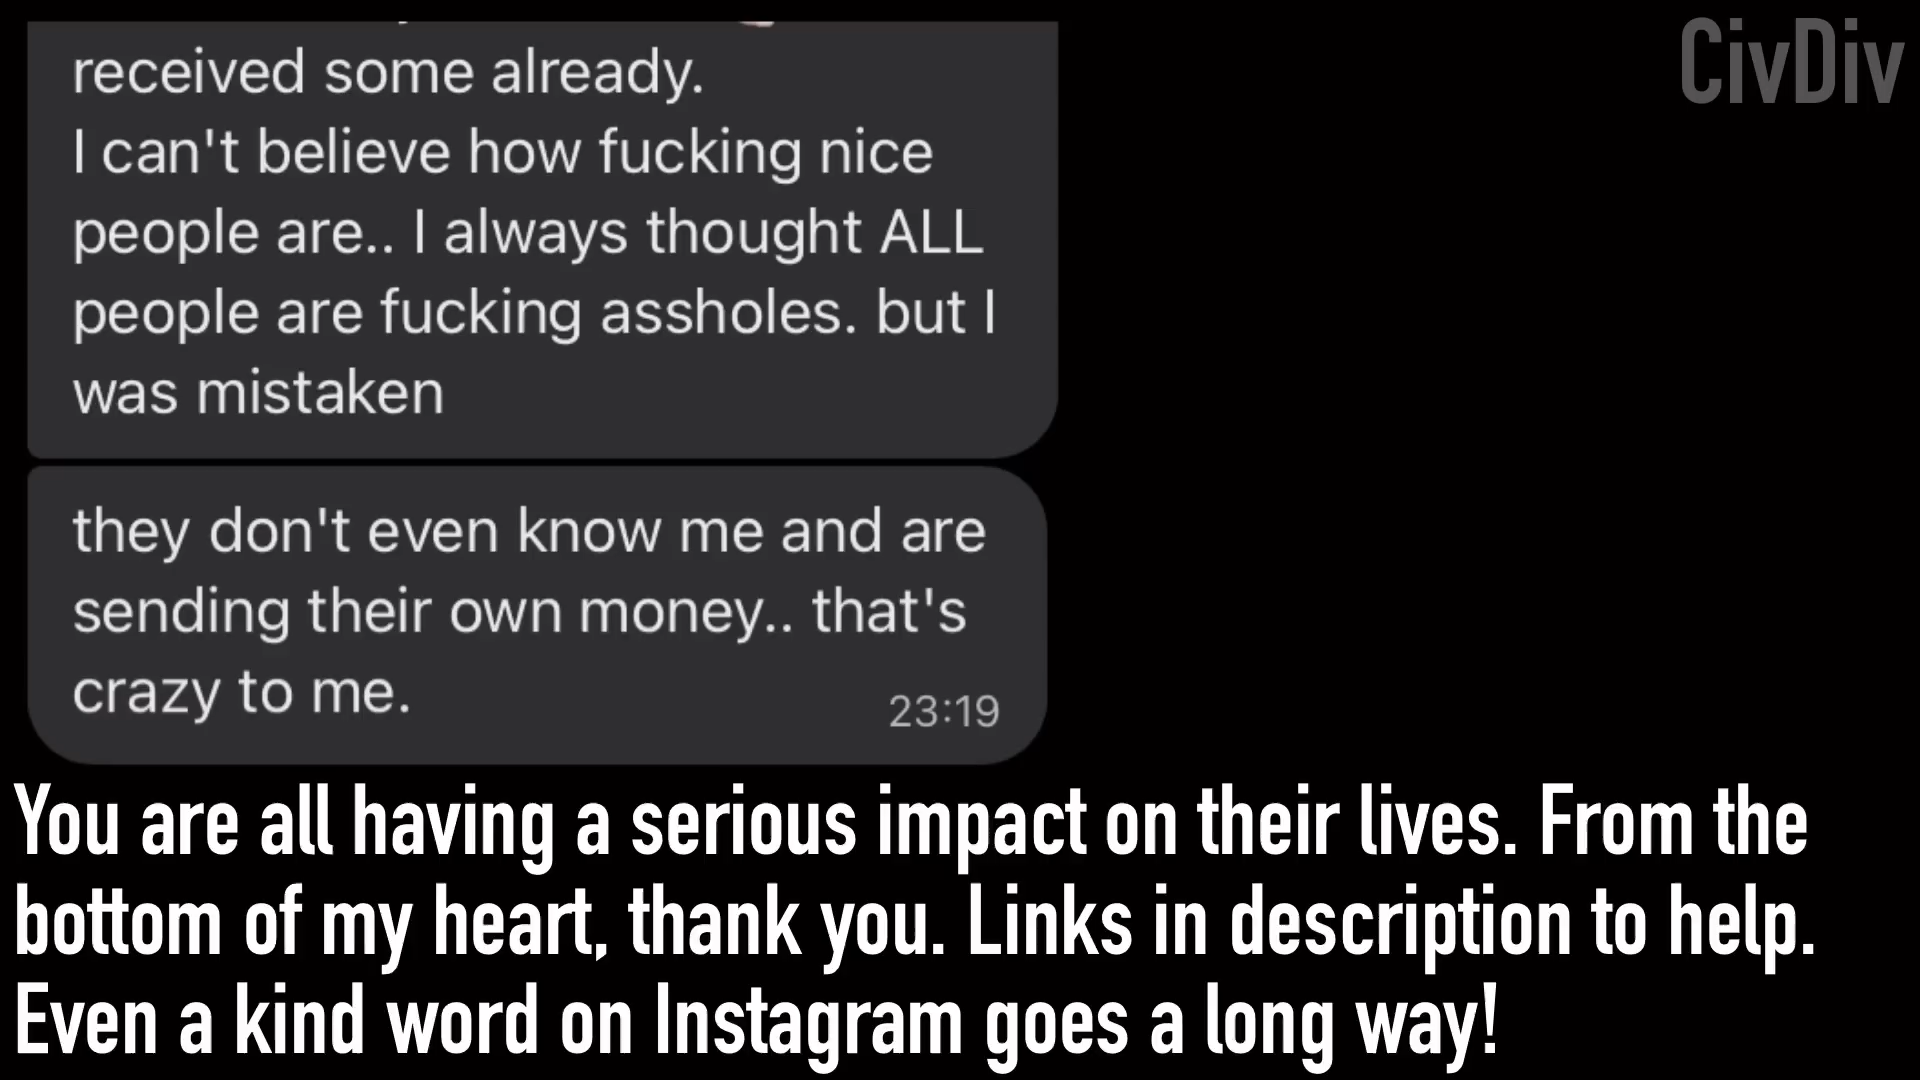 CivDiv
received some already.
I can't believe how fucking nice
people are.. I always thought ALL
people are fucking assholes. but I
was mistaken
they don't even know me and are
sending their own money.. that's
crazy to me.
23:19
You are all having a serious impact on their lives. From the
bottom of my heart, thank you. Links in description to help.
Even a kind word on Instagram goes a long way!